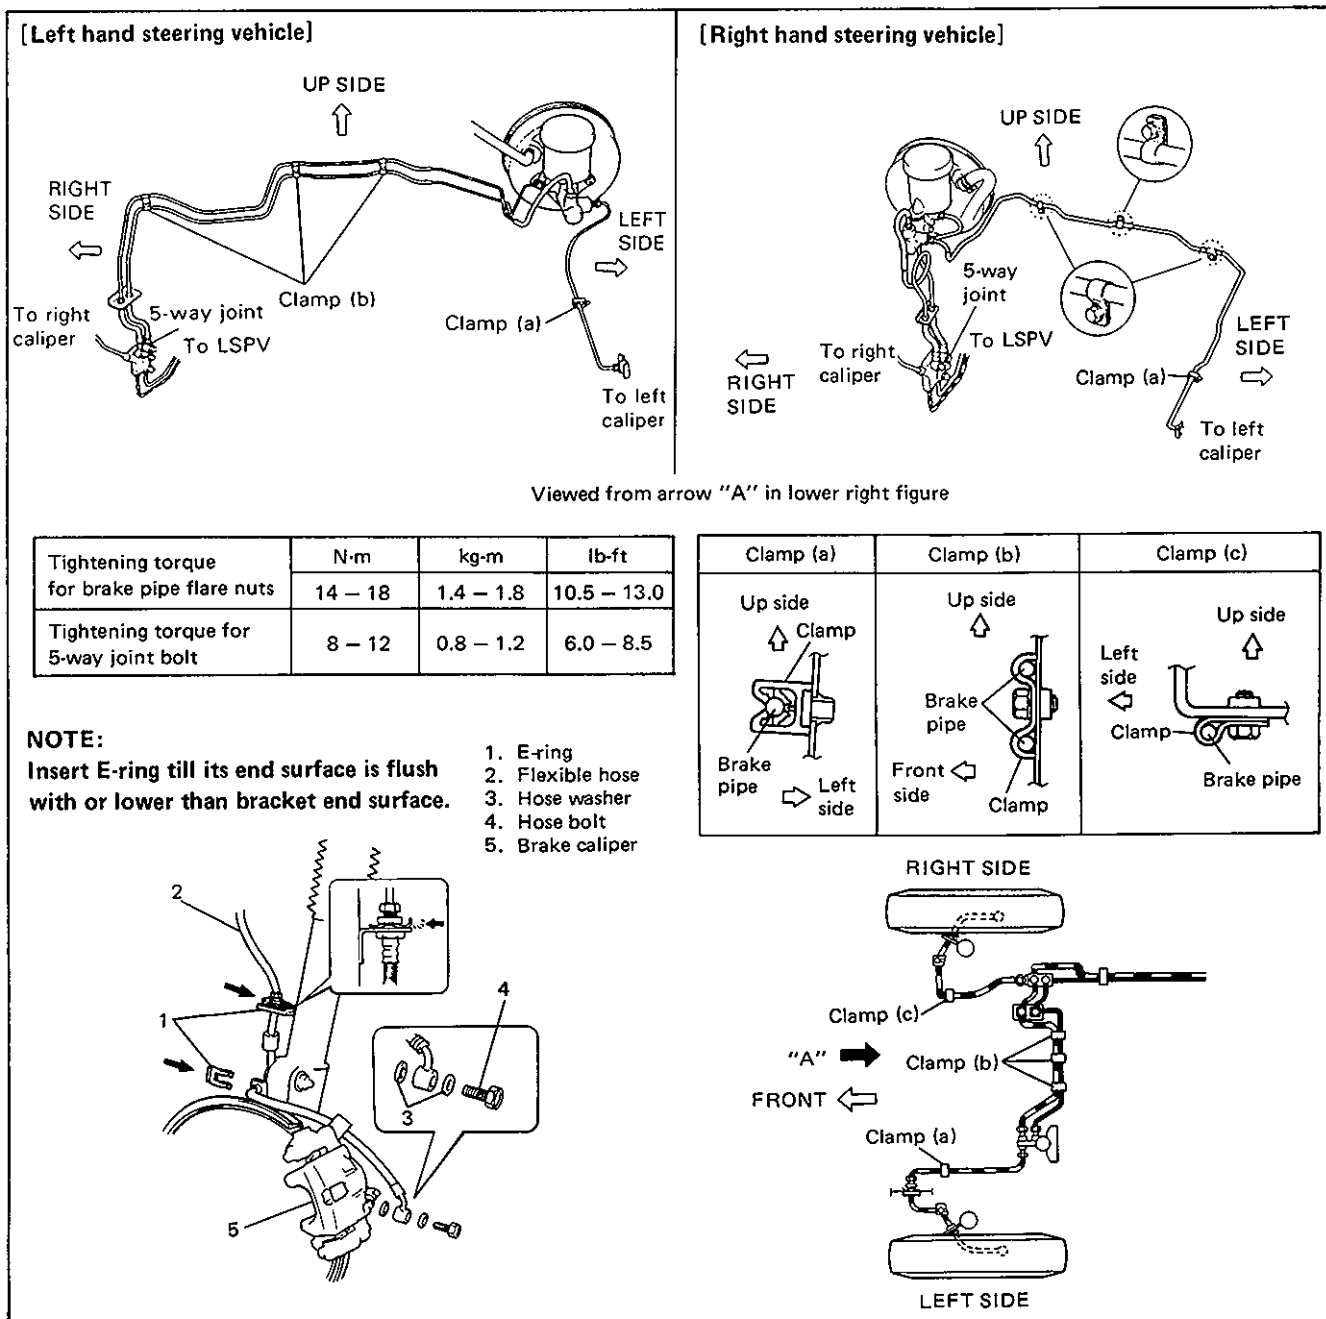 [Left hand steering vehicle]
UP SIDE
RIGHT
SIDE
LEFT
SIDE
Clamp (b)
To right
caliper
5-way joint
To LSPV
Clamp (a)
To left
caliper
[Right hand steering vehicle]
UP SIDE
5-way
joint
To LSPV
To right
caliper
RIGHT
SIDE
LEFT
SIDE
Clamp (a)
To left
caliper
Viewed from arrow "A" in lower right figure
Tightening torque
for brake pipe flare nuts
N·m
kg-m
lb-ft
14 – 18
1.4 – 1.8
10.5 – 13.0
Tightening torque for
5-way joint bolt
8 – 12
0.8 – 1.2
6.0 – 8.5
Clamp (a)
Clamp (b)
Clamp (c)
Up side
Clamp
Brake
pipe
Left
side
Up side
Brake
pipe
Front
side
Clamp
Up side
Left
side
Clamp
Brake pipe
NOTE:
Insert E-ring till its end surface is flush
with or lower than bracket end surface.
1. E-ring
2. Flexible hose
3. Hose washer
4. Hose bolt
5. Brake caliper
2
1
4
3
5
RIGHT SIDE
Clamp (c)
"A"
Clamp (b)
FRONT
Clamp (a)
LEFT SIDE